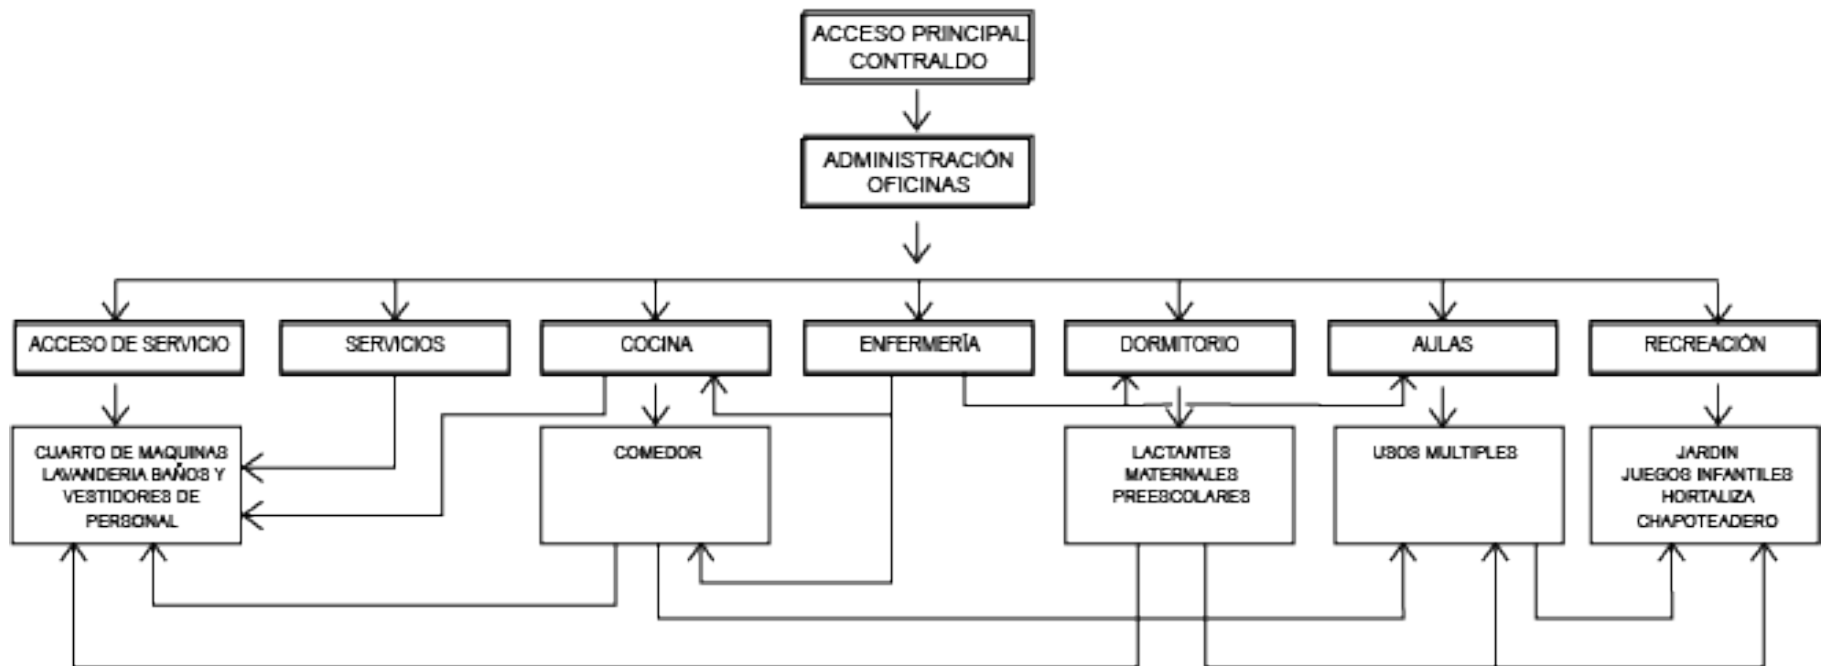 ACCESO PRINCIPAL
CONTRALDO
ADMINISTRACIÓN
OFICINAS
ACCESO DE SERVICIO
SERVICIOS
COCINA
ENFERMERÍA
DORMITORIO
AULAS
RECREACIÓN
CUARTO DE MAQUINAS
LAVANDERIA BAÑOS Y
VESTIDORES DE
PERSONAL
COMEDOR
LACTANTES
MATERNALES
PREESCOLARES
USOS MULTIPLES
JARDIN
JUEGOS INFANTILES
HORTALIZA
CHAPOTEADERO